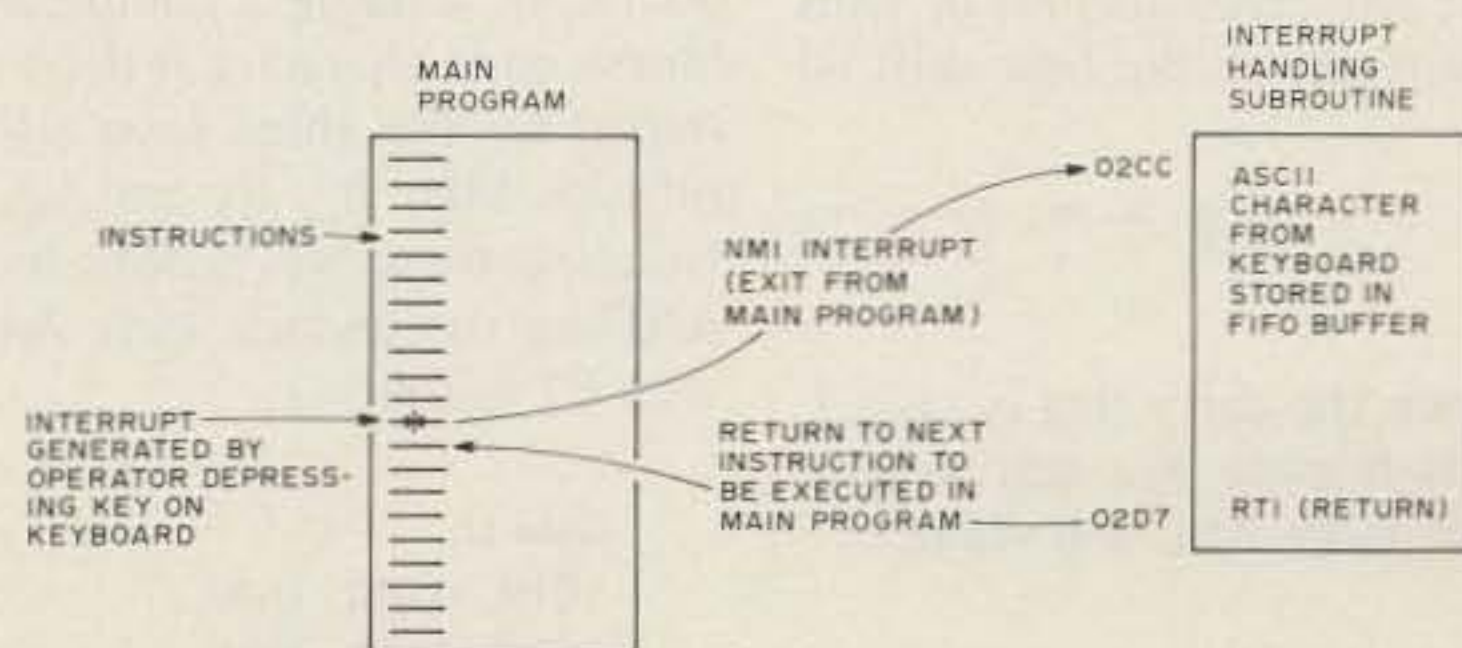 MAIN
PROGRAM
INTERRUPT
HANDLING
SUBROUTINE
INSTRUCTIONS
NMI INTERRUPT
(EXIT FROM
MAIN PROGRAM)
02CC
ASCII
CHARACTER
FROM
KEYBOARD
STORED IN
FIFO BUFFER
INTERRUPT
GENERATED BY
OPERATOR DEPRESS-
ING KEY ON
KEYBOARD
RETURN TO NEXT
INSTRUCTION TO
BE EXECUTED IN
MAIN PROGRAM
02D7
RTI (RETURN)